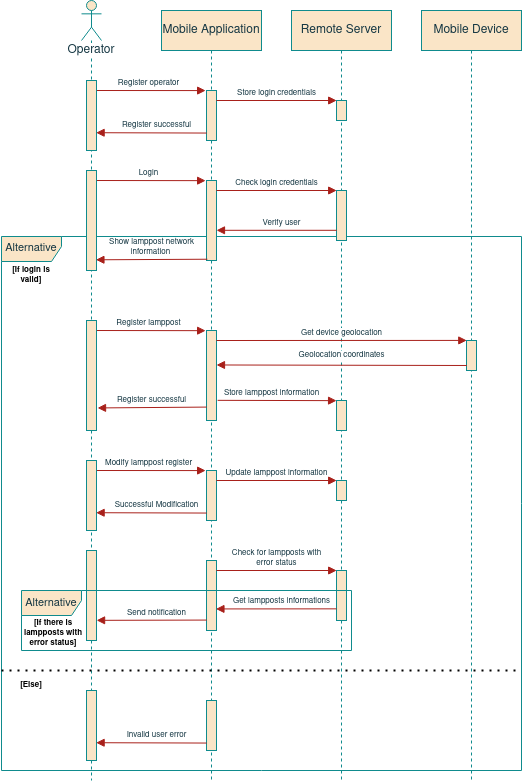 Operator
Mobile Application
Remote Server
Mobile Device
Register operator
Store login credentials
Register successful
Login
Check login credentials
Verify user
Alternative
Show lamppost network
information
[If login is
valid]
Register lamppost
Get device geolocation
Geolocation coordinates
Store lamppost information
Register successful
Modify lamppost register
Update lamppost information
Successful Modification
Check for lampposts with
error status
Alternative
Get lampposts informations
Send notification
[If there is
lampposts with
error status]
[Else]
Invalid user error